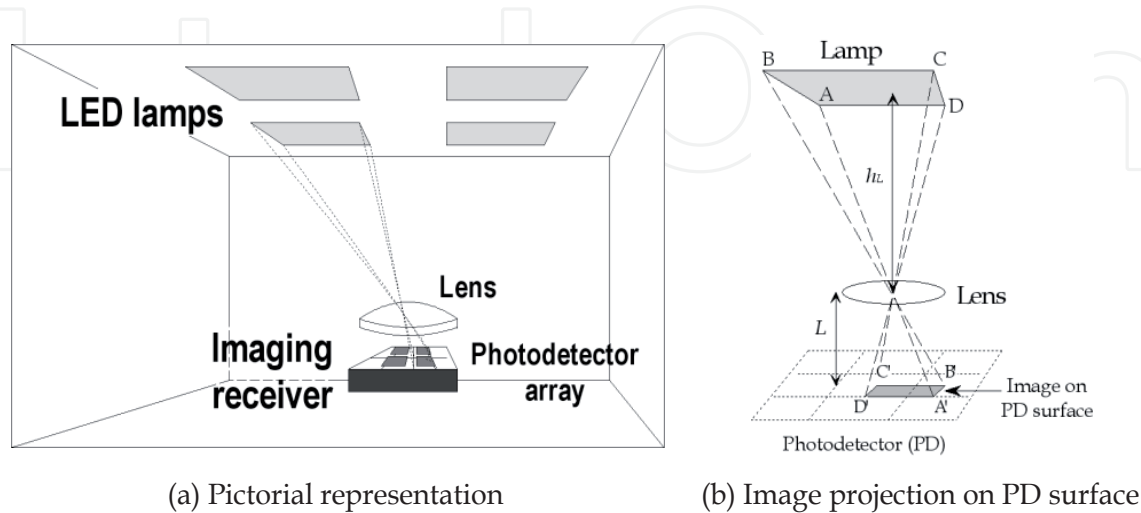 LED lamps
Lens
Imaging
receiver
Photodetector
array
(a) Pictorial representation
Lamp
B
C
A
D
hL
Lens
L
C'
B'
D'
A'
Image on
PD surface
Photodetector (PD)
(b) Image projection on PD surface